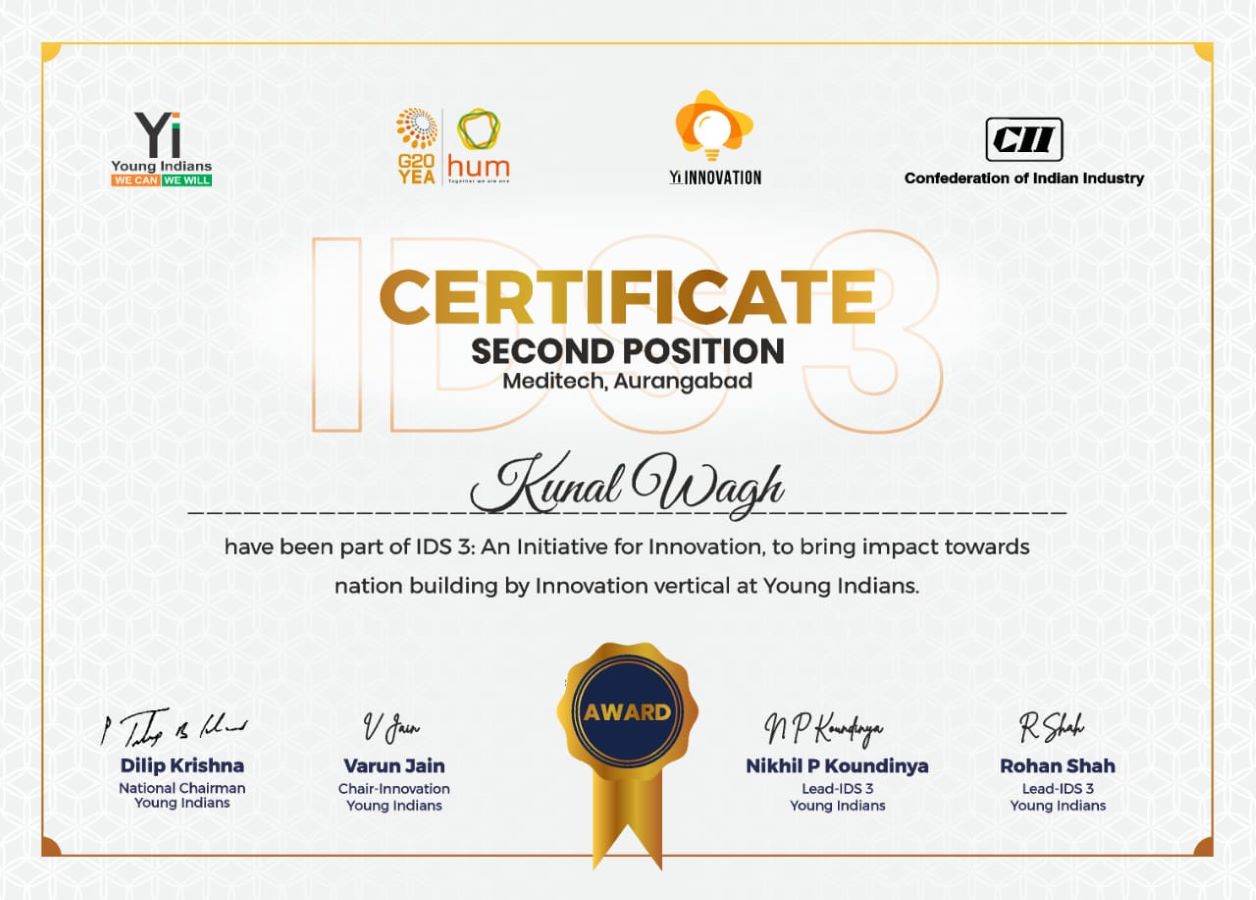 Yi
Young Indians
WE CAN WE WILL
G20
YEA
hum
Together we are one
Yi INNOVATION
CII
Confederation of Indian Industry
IDS 3
CERTIFICATE
SECOND POSITION
Meditech, Aurangabad
Kunal Wagh
have been part of IDS 3: An Initiative for Innovation, to bring impact towards
nation building by Innovation vertical at Young Indians.
AWARD
V Jain
N P Koundinya
R Shah
Dilip Krishna
National Chairman
Young Indians
Varun Jain
Chair-Innovation
Young Indians
Nikhil P Koundinya
Lead-IDS 3
Young Indians
Rohan Shah
Lead-IDS 3
Young Indians